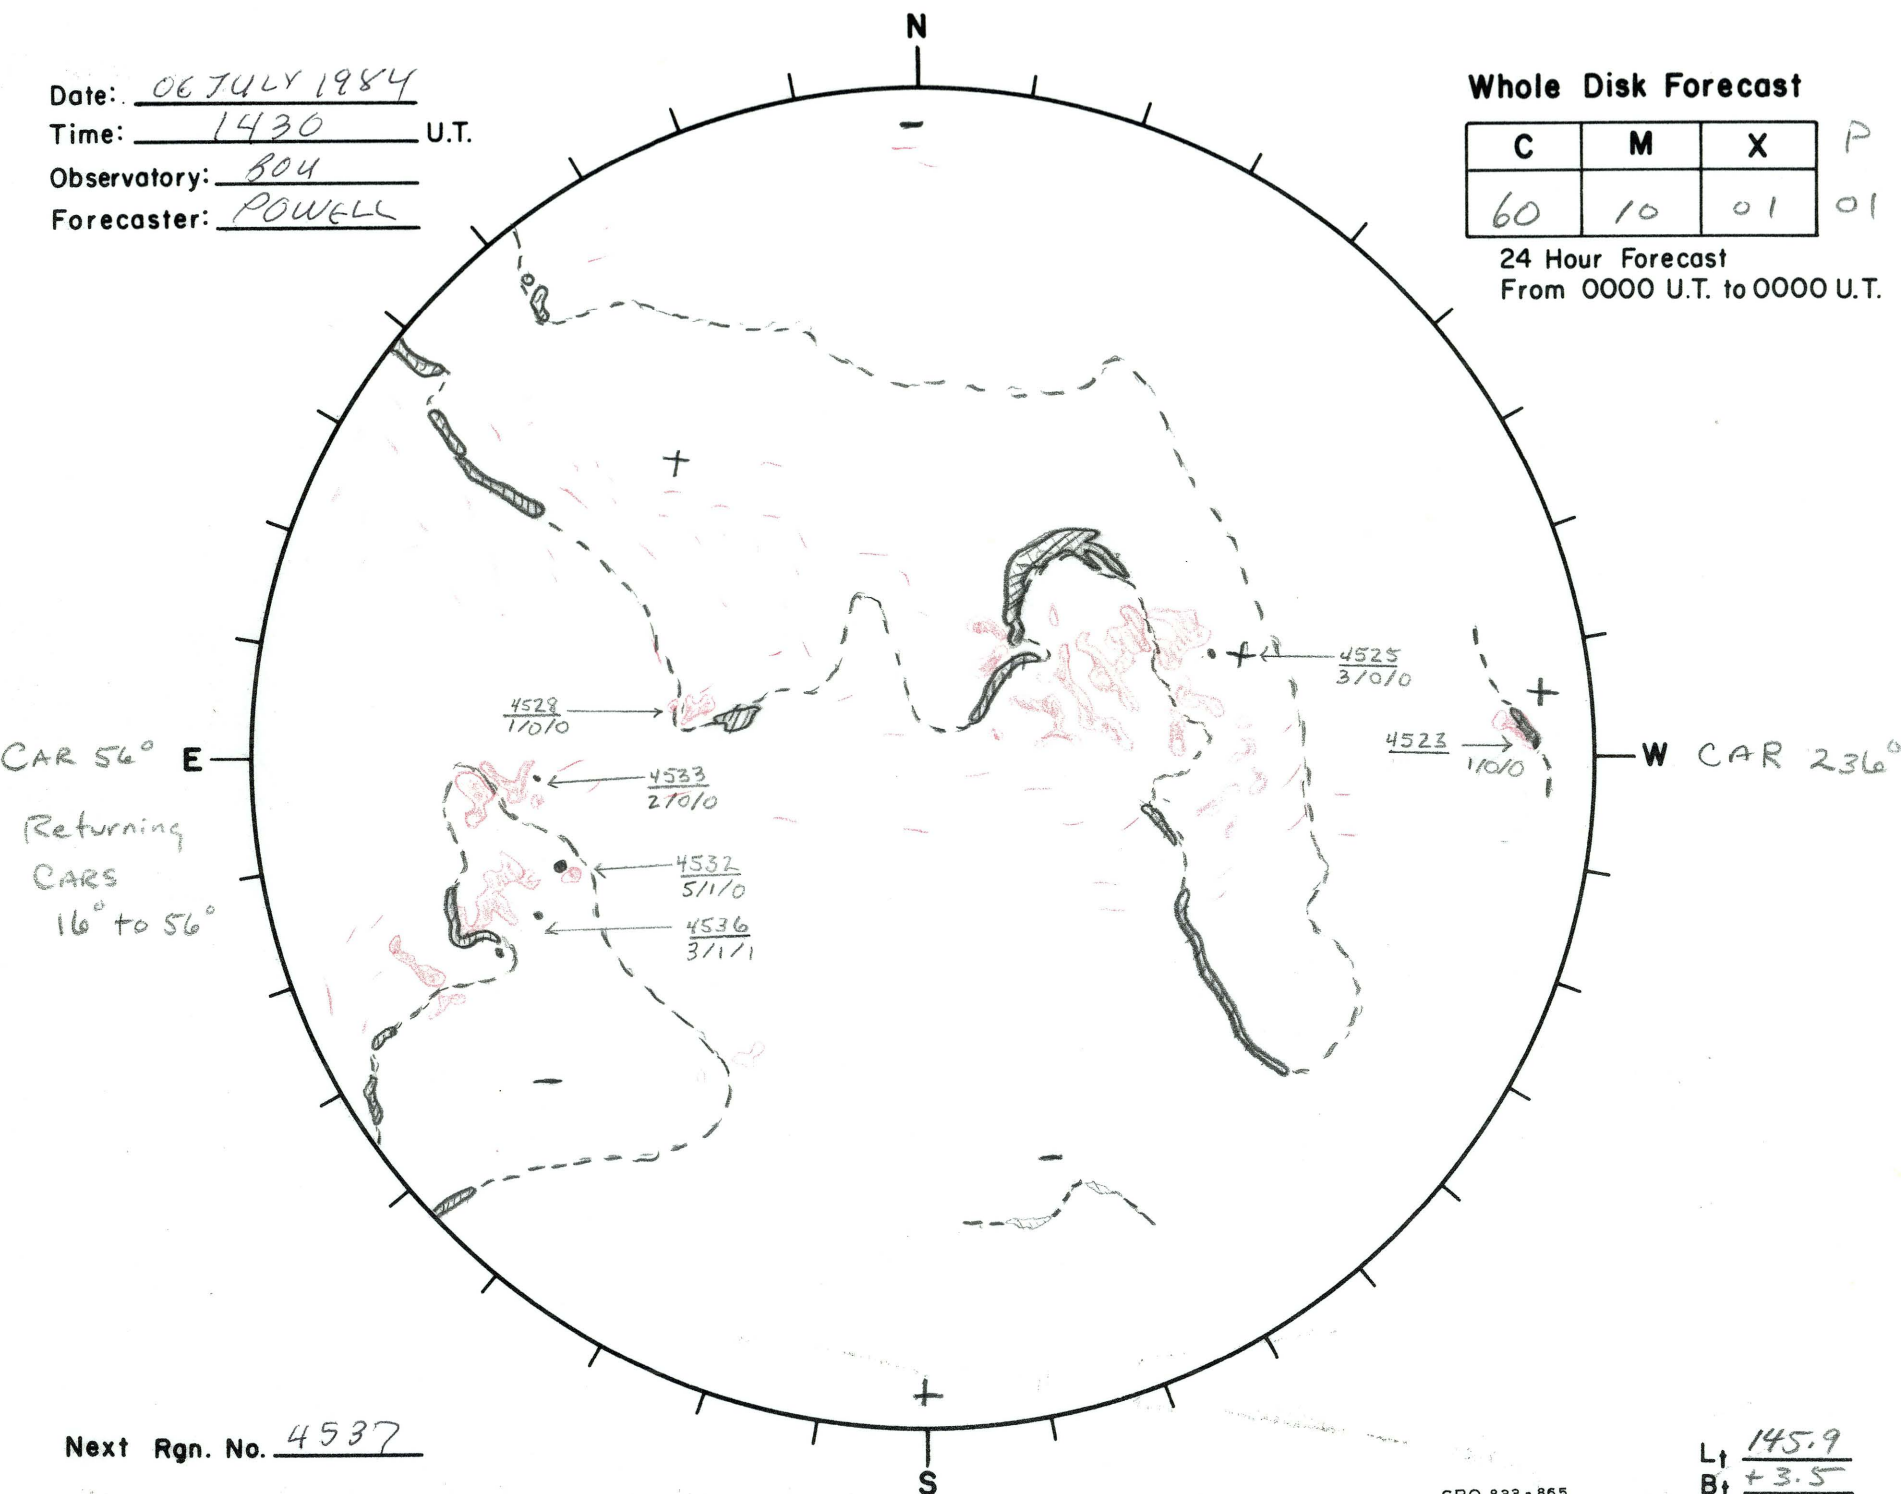 N
Date: 06 JULY 1984
Time: 1430 U.T.
Observatory: BOU
Forecaster: POWELL
Whole Disk Forecast
C M X P
60 10 01 01
24 Hour Forecast
From 0000 U.T. to 0000 U.T.
-
+
4525
3/0/0
4528
1/0/0
+
4523
1/0/0
CAR 56° E
W CAR 236°
4533
2/0/0
Returning
CARS
16° to 56°
4532
5/1/0
4536
3/1/1
-
-
+
Next Rgn. No. 4537
S
Lt 145.9
Bt +3.5